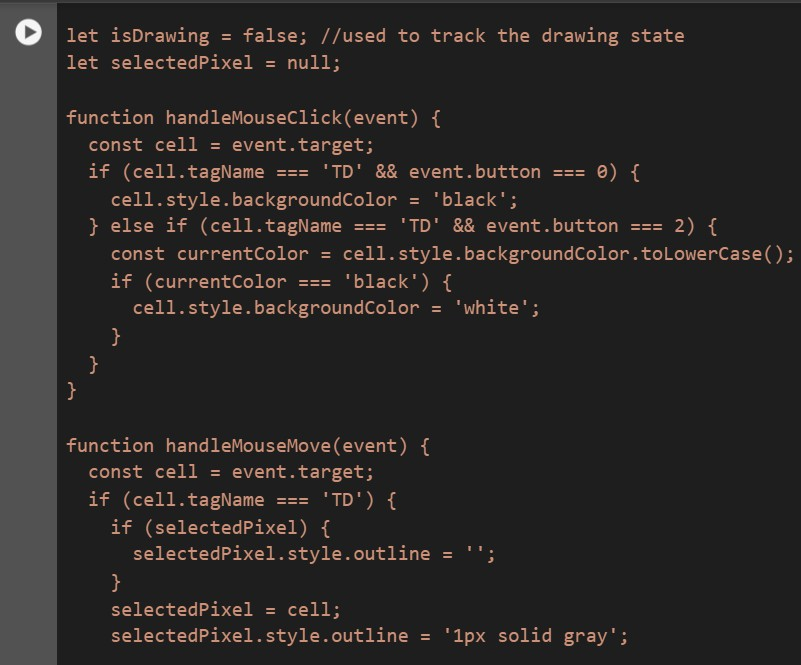 let isDrawing = false; //used to track the drawing state
let selectedPixel = null;

function handleMouseClick(event) {
  const cell = event.target;
  if (cell.tagName === 'TD' && event.button === 0) {
    cell.style.backgroundColor = 'black';
  } else if (cell.tagName === 'TD' && event.button === 2) {
    const currentColor = cell.style.backgroundColor.toLowerCase();
    if (currentColor === 'black') {
      cell.style.backgroundColor = 'white';
    }
  }
}

function handleMouseMove(event) {
  const cell = event.target;
  if (cell.tagName === 'TD') {
    if (selectedPixel) {
      selectedPixel.style.outline = '';
    }
    selectedPixel = cell;
    selectedPixel.style.outline = '1px solid gray';